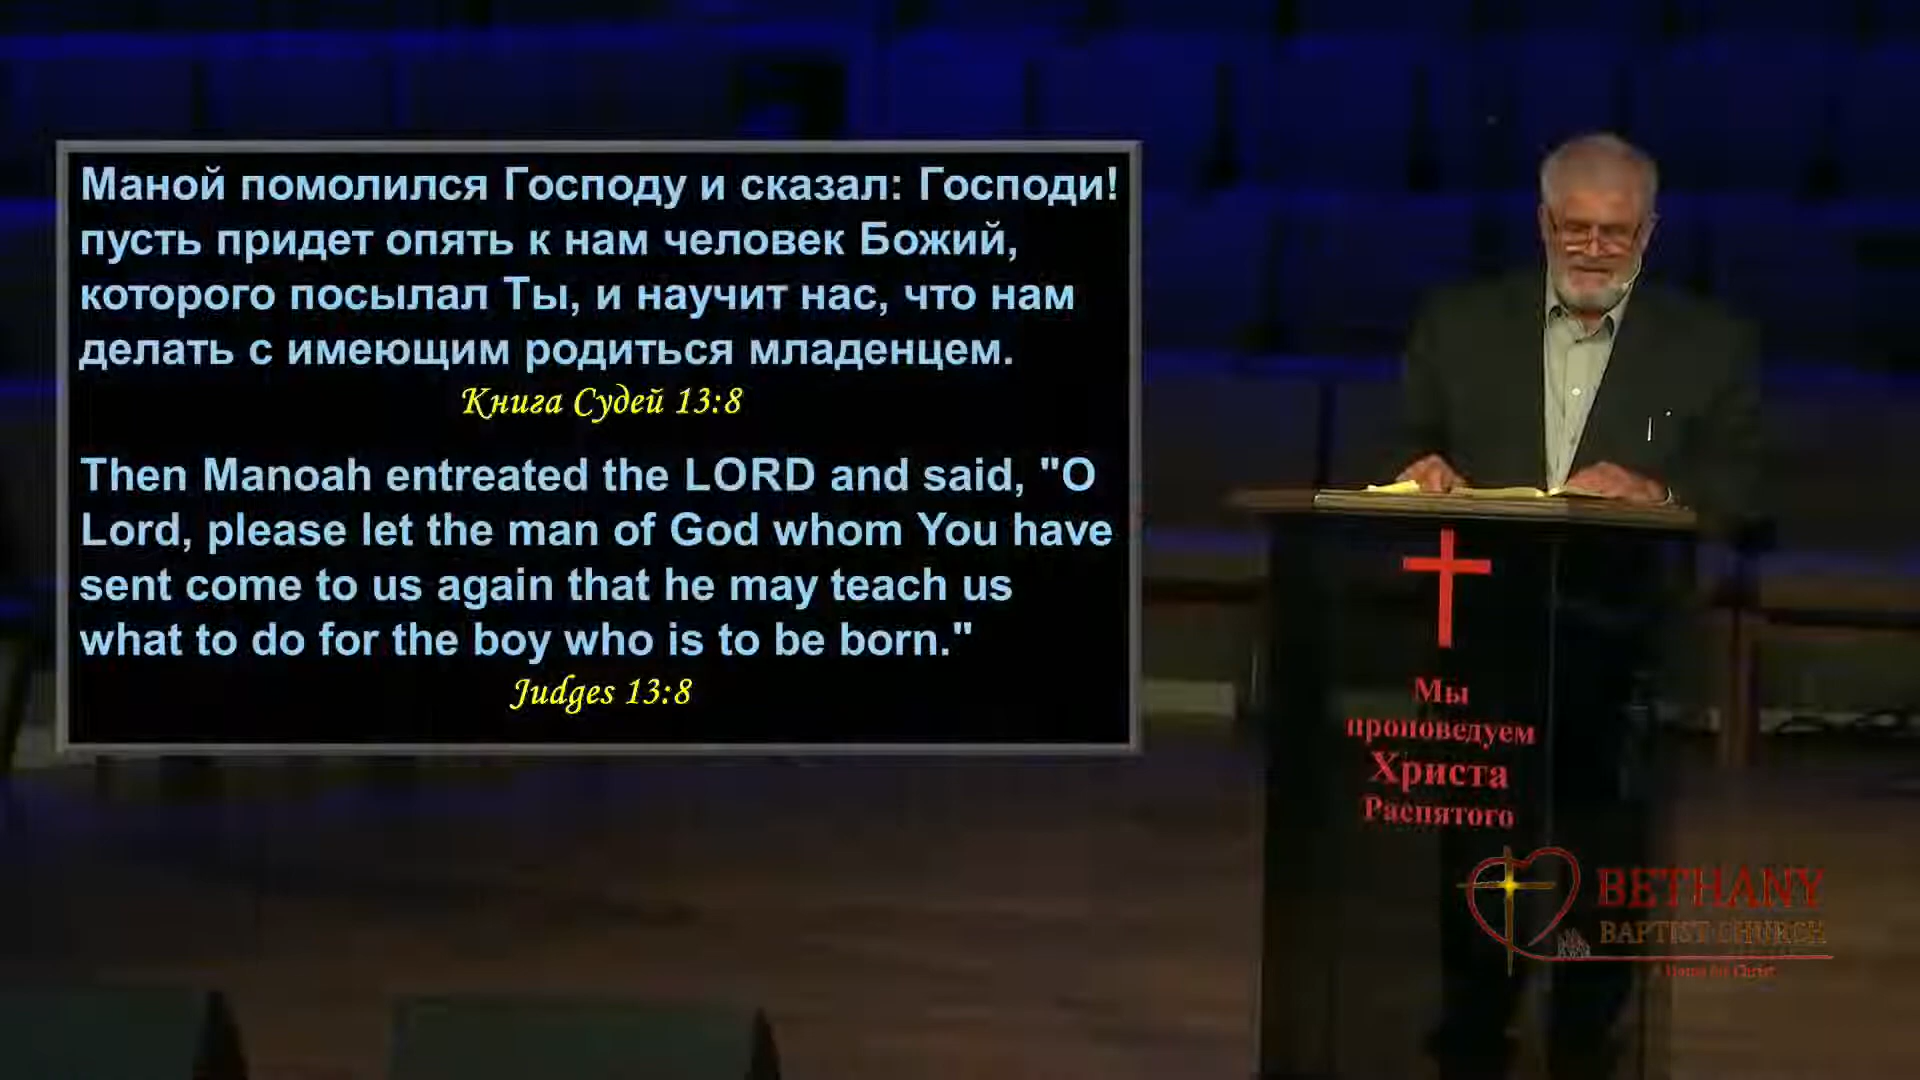 Маной помолился Господу и сказал: Господи!
пусть придет опять к нам человек Божий,
которого посылал Ты, и научит нас, что нам
делать с имеющим родиться младенцем.
Книга Судей 13:8
Then Manoah entreated the LORD and said, "O
Lord, please let the man of God whom You have
sent come to us again that he may teach us
what to do for the boy who is to be born."
Judges 13:8
Мы
проповедуем
Христа
Распятого
BETHANY
BAPTIST CHURCH
Home for Christ